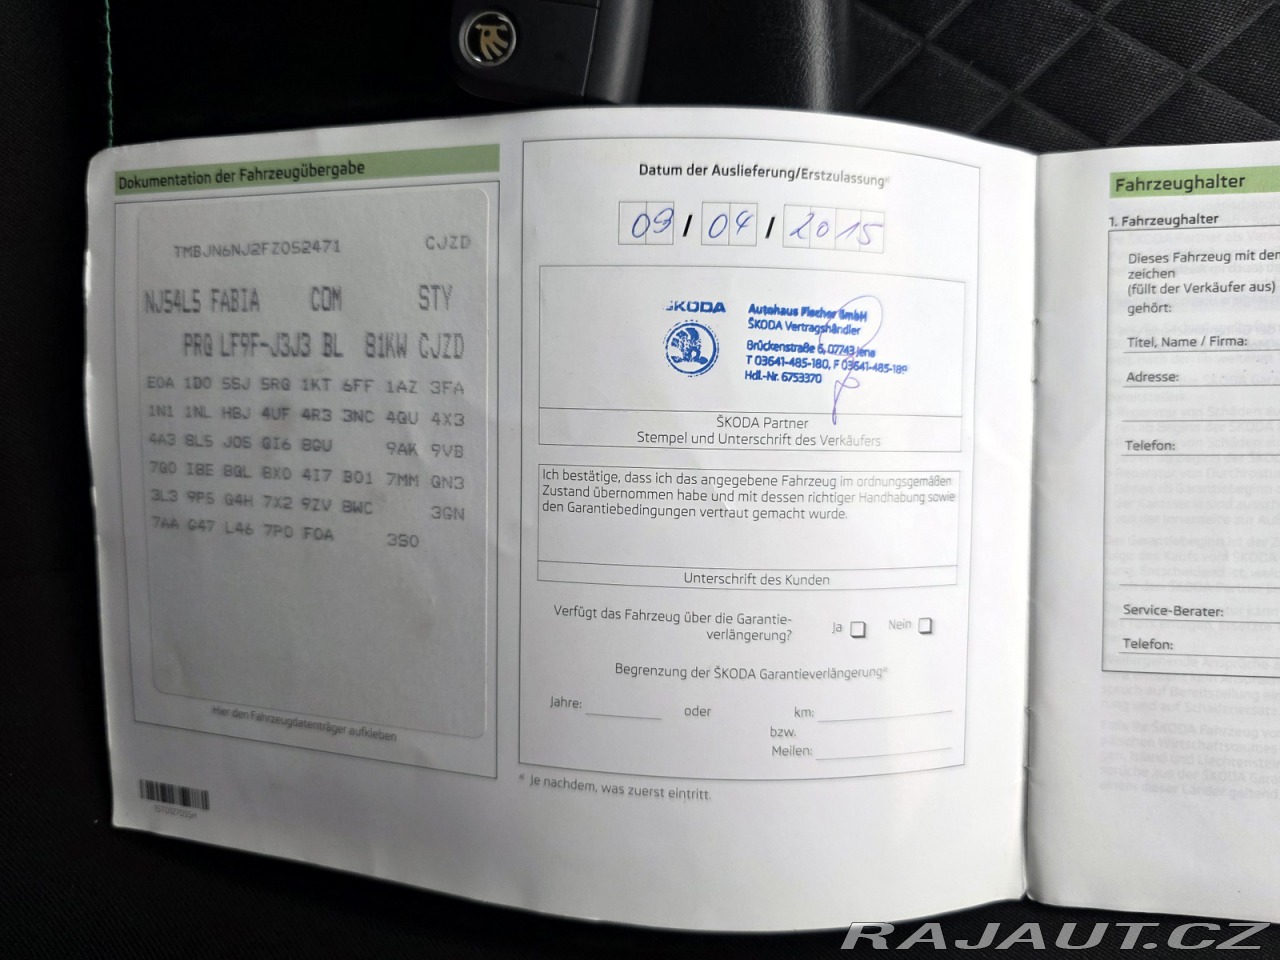 Dokumentation der Fahrzeugübergabe
TMBJN6NJ2FZ052471 CJZD
NJ54L5 FABIA COM STY
PRG LF9F-J3J3 BL 81KW CJZD
E0A 1D0 5SJ 5RQ 1KT 6FF 1AZ 3FA
1N1 1NL HBJ 4UF 4R3 3NC 4GU 4X3
4A3 8L5 J0S QI6 8GU 9AK 9VB
7G0 I8E 8QL 8X0 4I7 B01 7MM QN3
3L3 9P5 Q4H 7X2 9ZV BWC 3GN
7AA G47 L46 7P0 F0A 3S0
Hier den Fahrzeugdatenträger aufkleben
Datum der Auslieferung/Erstzulassung*
09 / 04 / 2015
ŠKODA
Autohaus Fischer GmbH
ŠKODA Vertragshändler
Brückenstraße 6, 07743 Jena
T 03641-485-180, F 03641-485-189
Hdl.-Nr. 6753370
ŠKODA Partner
Stempel und Unterschrift des Verkäufers
Ich bestätige, dass ich das angegebene Fahrzeug im ordnungsgemäßen
Zustand übernommen habe und mit dessen richtiger Handhabung sowie
den Garantiebedingungen vertraut gemacht wurde.
Unterschrift des Kunden
Verfügt das Fahrzeug über die Garantie-
verlängerung? Ja Nein
Begrenzung der ŠKODA Garantieverlängerung*
Jahre: oder km:
bzw.
Meilen:
* Je nachdem, was zuerst eintritt.
Fahrzeughalter
1. Fahrzeughalter
Dieses Fahrzeug mit dem
zeichen
(füllt der Verkäufer aus)
gehört:
Titel, Name / Firma:
Adresse:
Telefon:
Service-Berater:
Telefon:
RAJAUT.CZ